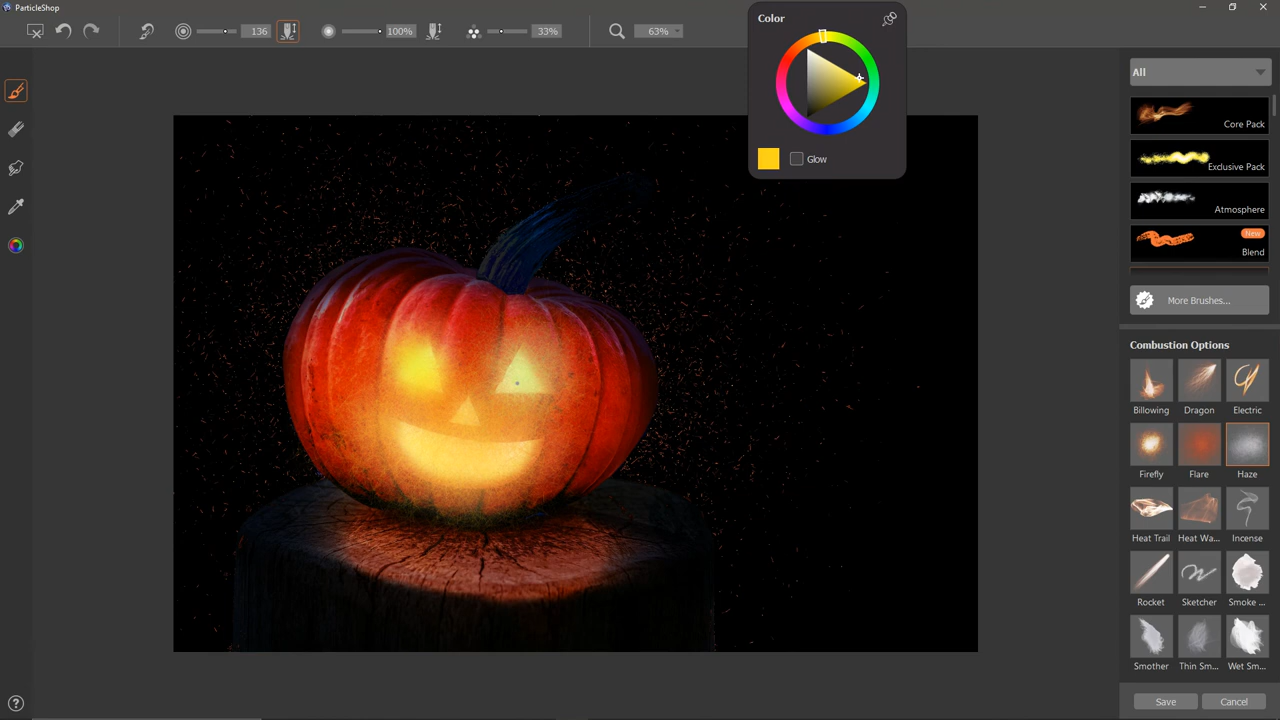 ParticleShop
136
100%
33%
63%
Color
Glow
All
Core Pack
Exclusive Pack
Atmosphere
New
Blend
More Brushes...
Combustion Options
Billowing Dragon Electric
Firefly Flare Haze
Heat Trail Heat Wa... Incense
Rocket Sketcher Smoke ...
Smother Thin Sm... Wet Sm...
Save Cancel